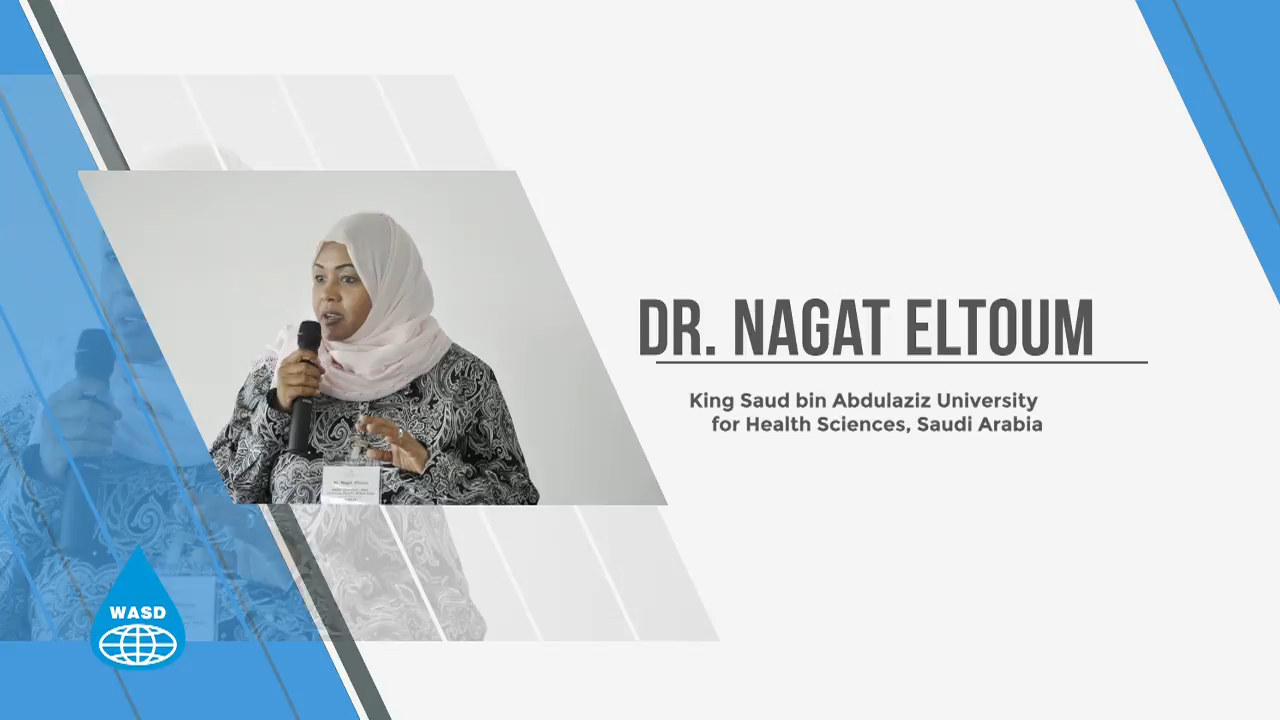 DR. NAGAT ELTOUM
King Saud bin Abdulaziz University
for Health Sciences, Saudi Arabia
WASD